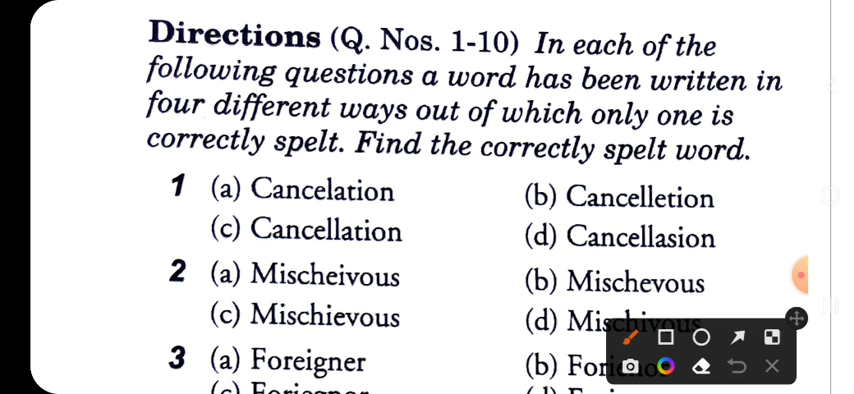 Directions (Q. Nos. 1-10) In each of the
following questions a word has been written in
four different ways out of which only one is
correctly spelt. Find the correctly spelt word.
1 (a) Cancelation (b) Cancelletion
(c) Cancellation (d) Cancellasion
2 (a) Mischeivous (b) Mischevous
(c) Mischievous (d) Mischivous
3 (a) Foreigner (b)
(c)